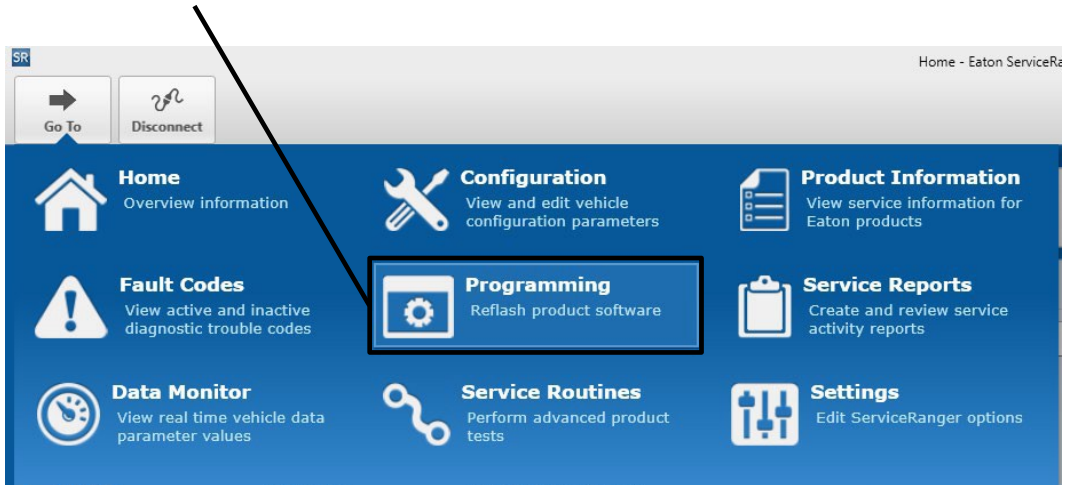 SR
Home - Eaton ServiceRa
Go To
Disconnect
Home
Overview information
Configuration
View and edit vehicle
configuration parameters
Product Information
View service information for
Eaton products
Fault Codes
View active and inactive
diagnostic trouble codes
Programming
Reflash product software
Service Reports
Create and review service
activity reports
Data Monitor
View real time vehicle data
parameter values
Service Routines
Perform advanced product
tests
Settings
Edit ServiceRanger options